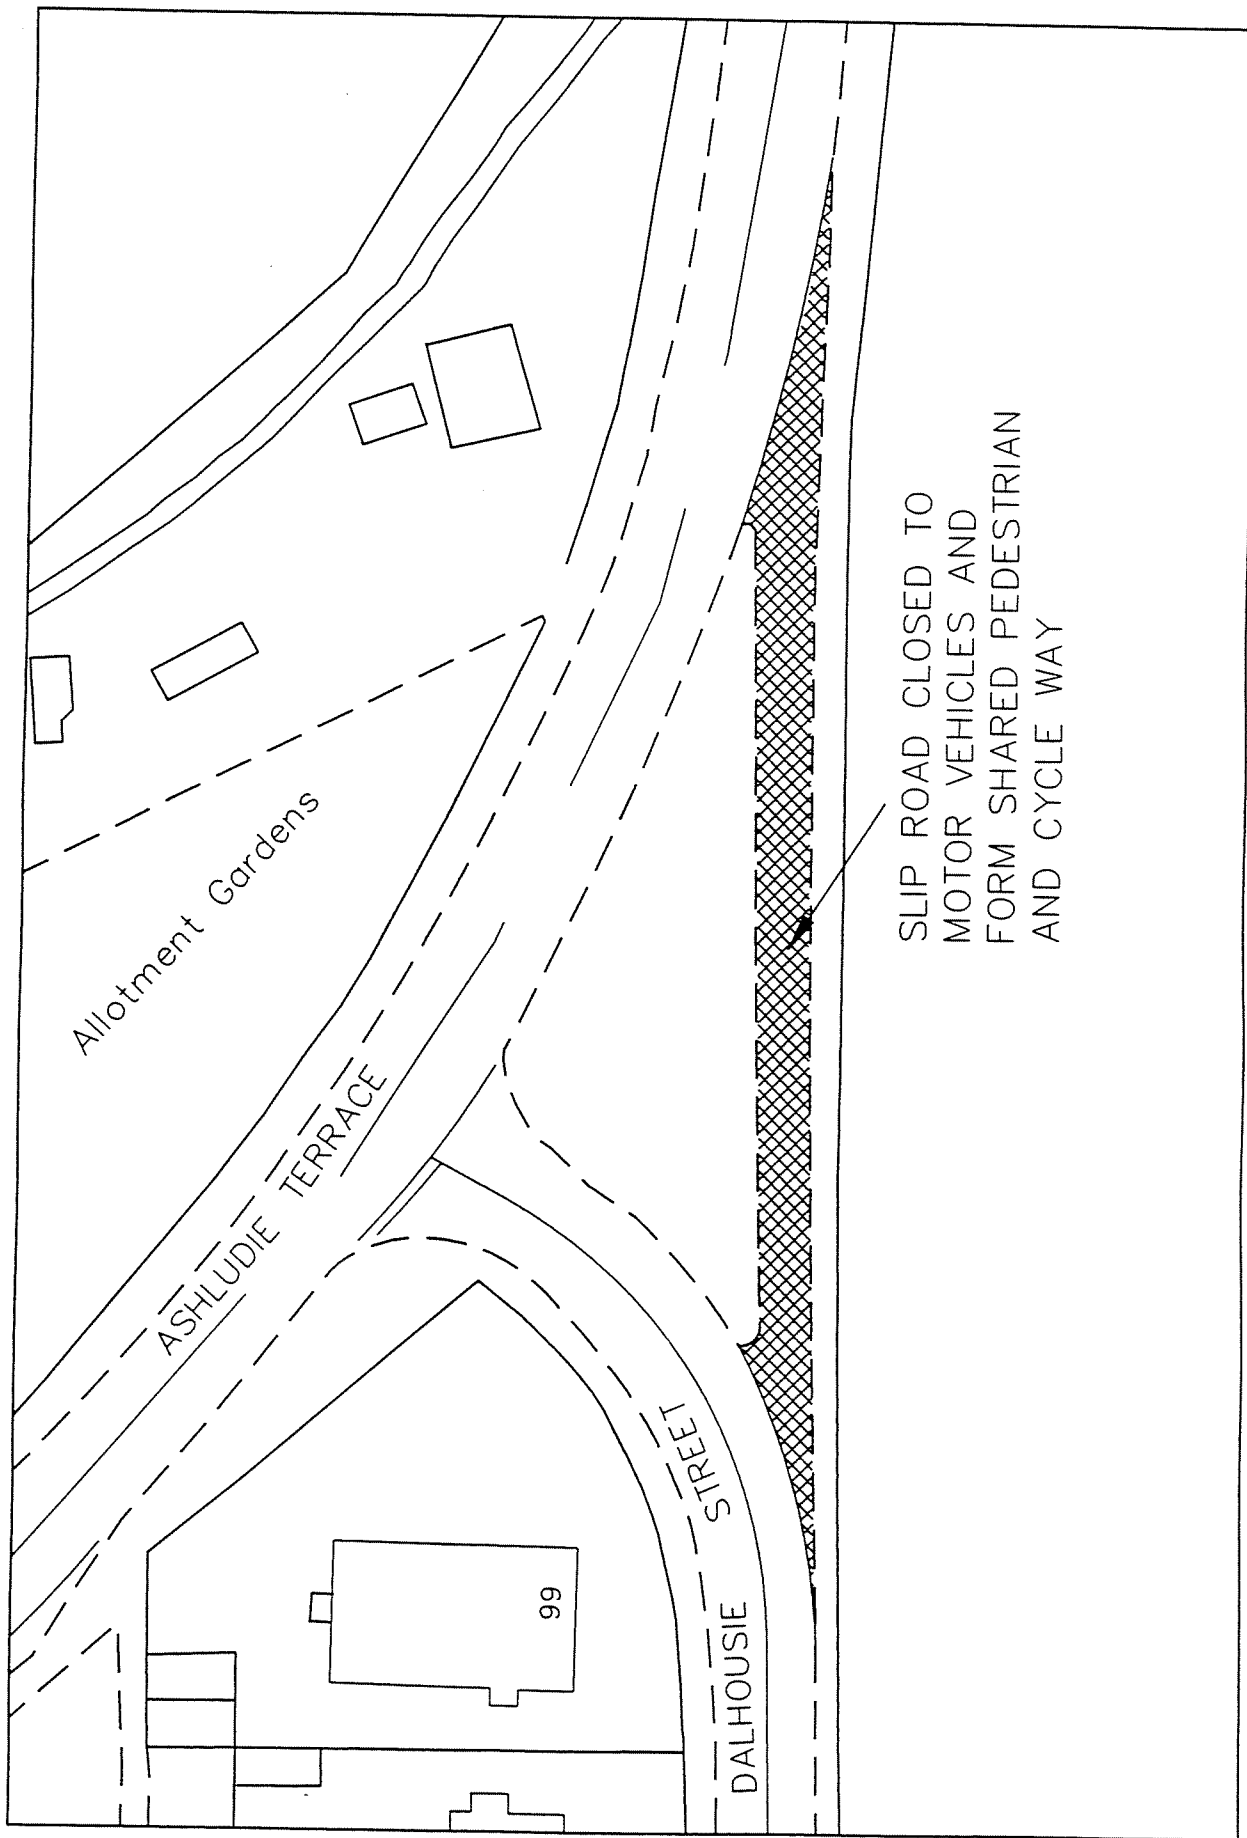 Allotment Gardens
ASHLUDIE TERRACE
DALHOUSIE STREET
99
SLIP ROAD CLOSED TO
MOTOR VEHICLES AND
FORM SHARED PEDESTRIAN
AND CYCLE WAY